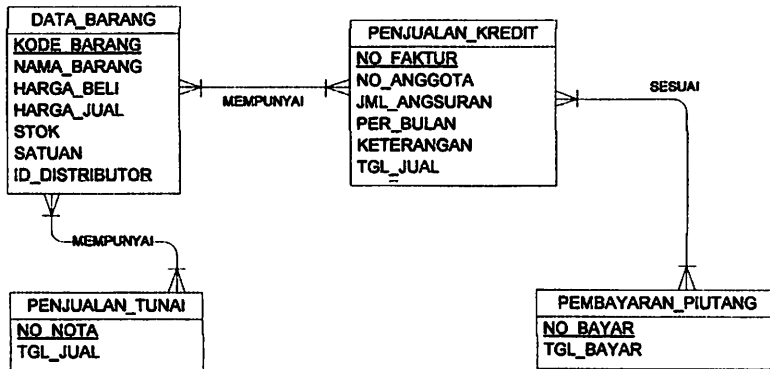 DATA_BARANG
KODE_BARANG
NAMA_BARANG
HARGA_BELI
HARGA_JUAL
STOK
SATUAN
ID_DISTRIBUTOR
MEMPUNYAI
PENJUALAN_KREDIT
NO_FAKTUR
NO_ANGGOTA
JML_ANGSURAN
PER_BULAN
KETERANGAN
TGL_JUAL
SESUAI
MEMPUNYAI
PENJUALAN_TUNAI
NO_NOTA
TGL_JUAL
PEMBAYARAN_PIUTANG
NO_BAYAR
TGL_BAYAR